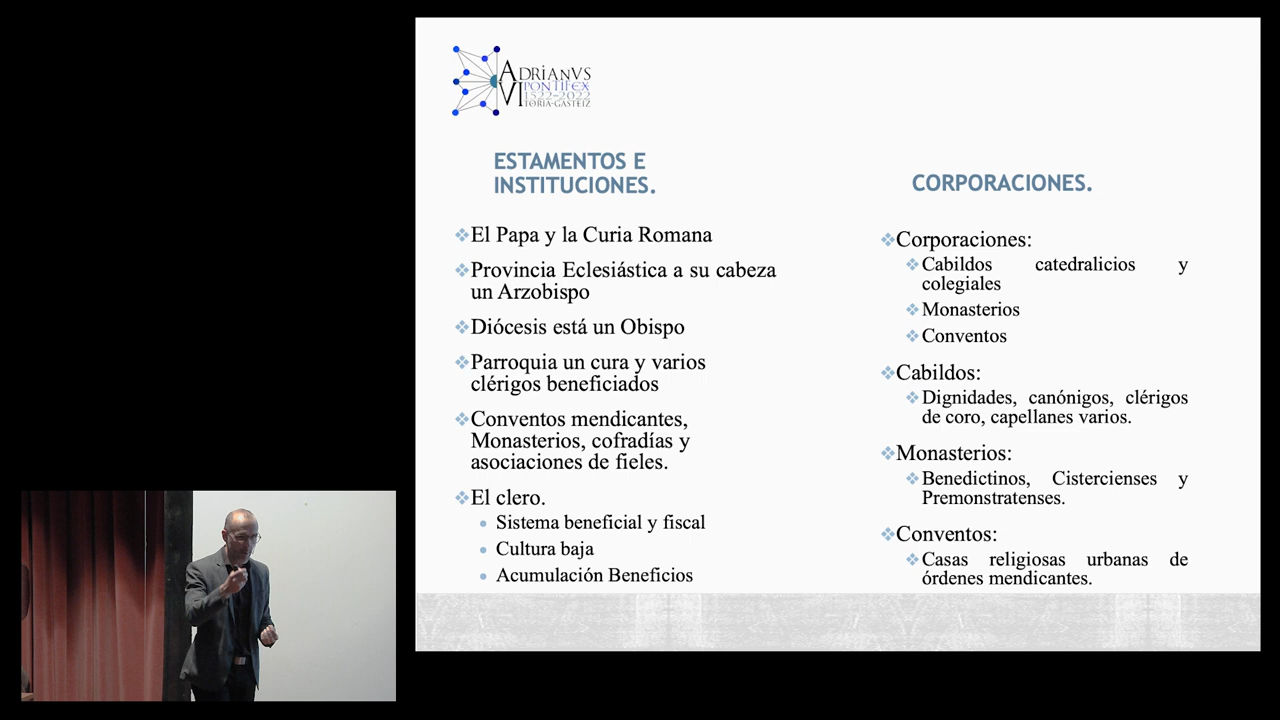 ADRIANVS
VI PONTIFEX
1522-2022
VITORIA-GASTEIZ
ESTAMENTOS E
INSTITUCIONES.
El Papa y la Curia Romana
Provincia Eclesiástica a su cabeza
un Arzobispo
Diócesis está un Obispo
Parroquia un cura y varios
clérigos beneficiados
Conventos mendicantes,
Monasterios, cofradías y
asociaciones de fieles.
El clero.
Sistema beneficial y fiscal
Cultura baja
Acumulación Beneficios
CORPORACIONES.
Corporaciones:
Cabildos catedralicios y
colegiales
Monasterios
Conventos
Cabildos:
Dignidades, canónigos, clérigos
de coro, capellanes varios.
Monasterios:
Benedictinos, Cistercienses y
Premonstratenses.
Conventos:
Casas religiosas urbanas de
órdenes mendicantes.